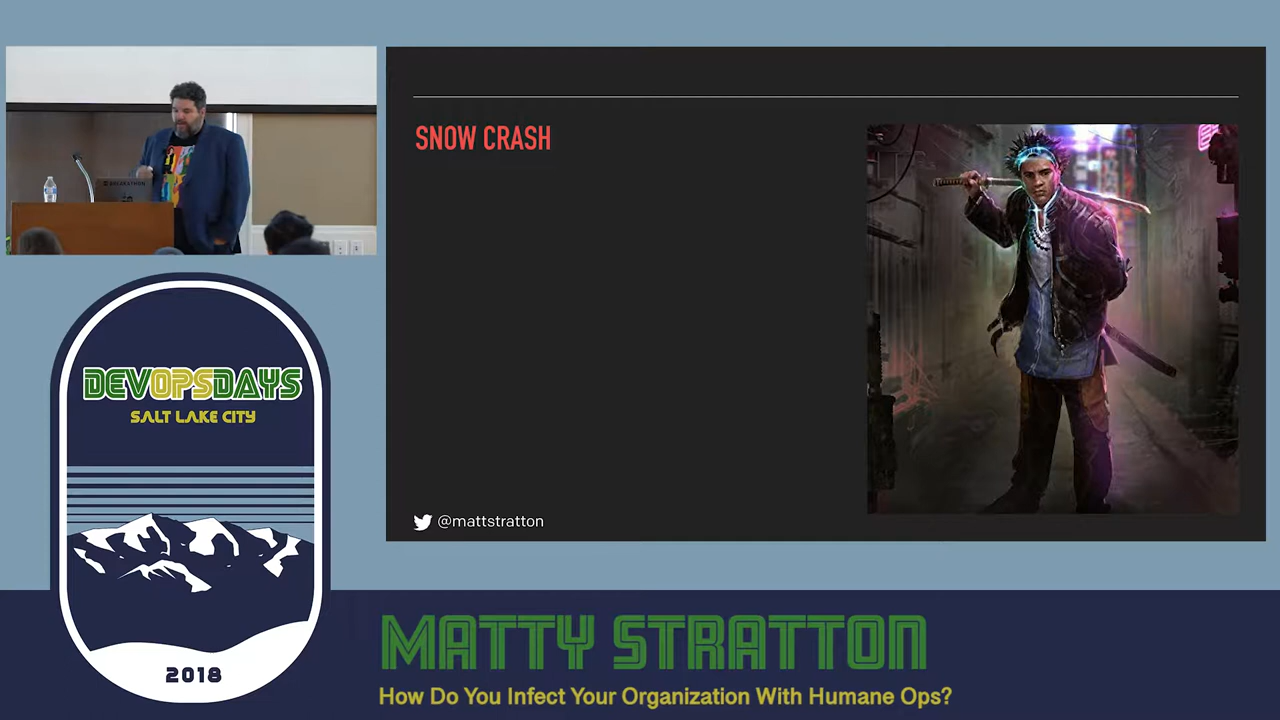 SNOW CRASH
@mattstratton
DEVOPSDAYS
SALT LAKE CITY
2018
MATTY STRATTON
How Do You Infect Your Organization With Humane Ops?